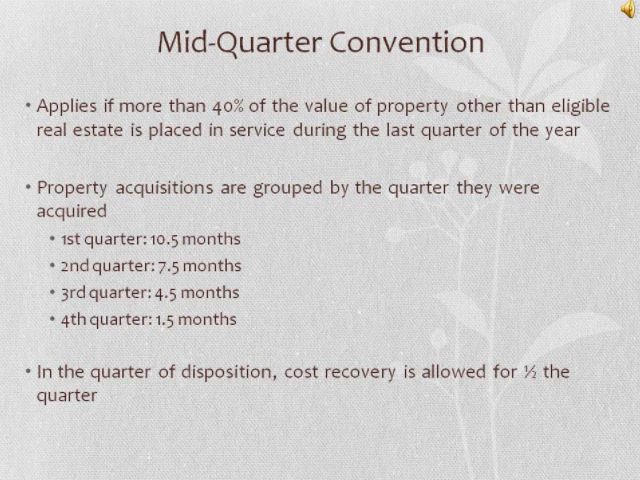 Mid-Quarter Convention
• Applies if more than 40% of the value of property other than eligible
real estate is placed in service during the last quarter of the year
• Property acquisitions are grouped by the quarter they were
acquired
• 1st quarter: 10.5 months
• 2nd quarter: 7.5 months
• 3rd quarter: 4.5 months
• 4th quarter: 1.5 months
• In the quarter of disposition, cost recovery is allowed for ½ the
quarter